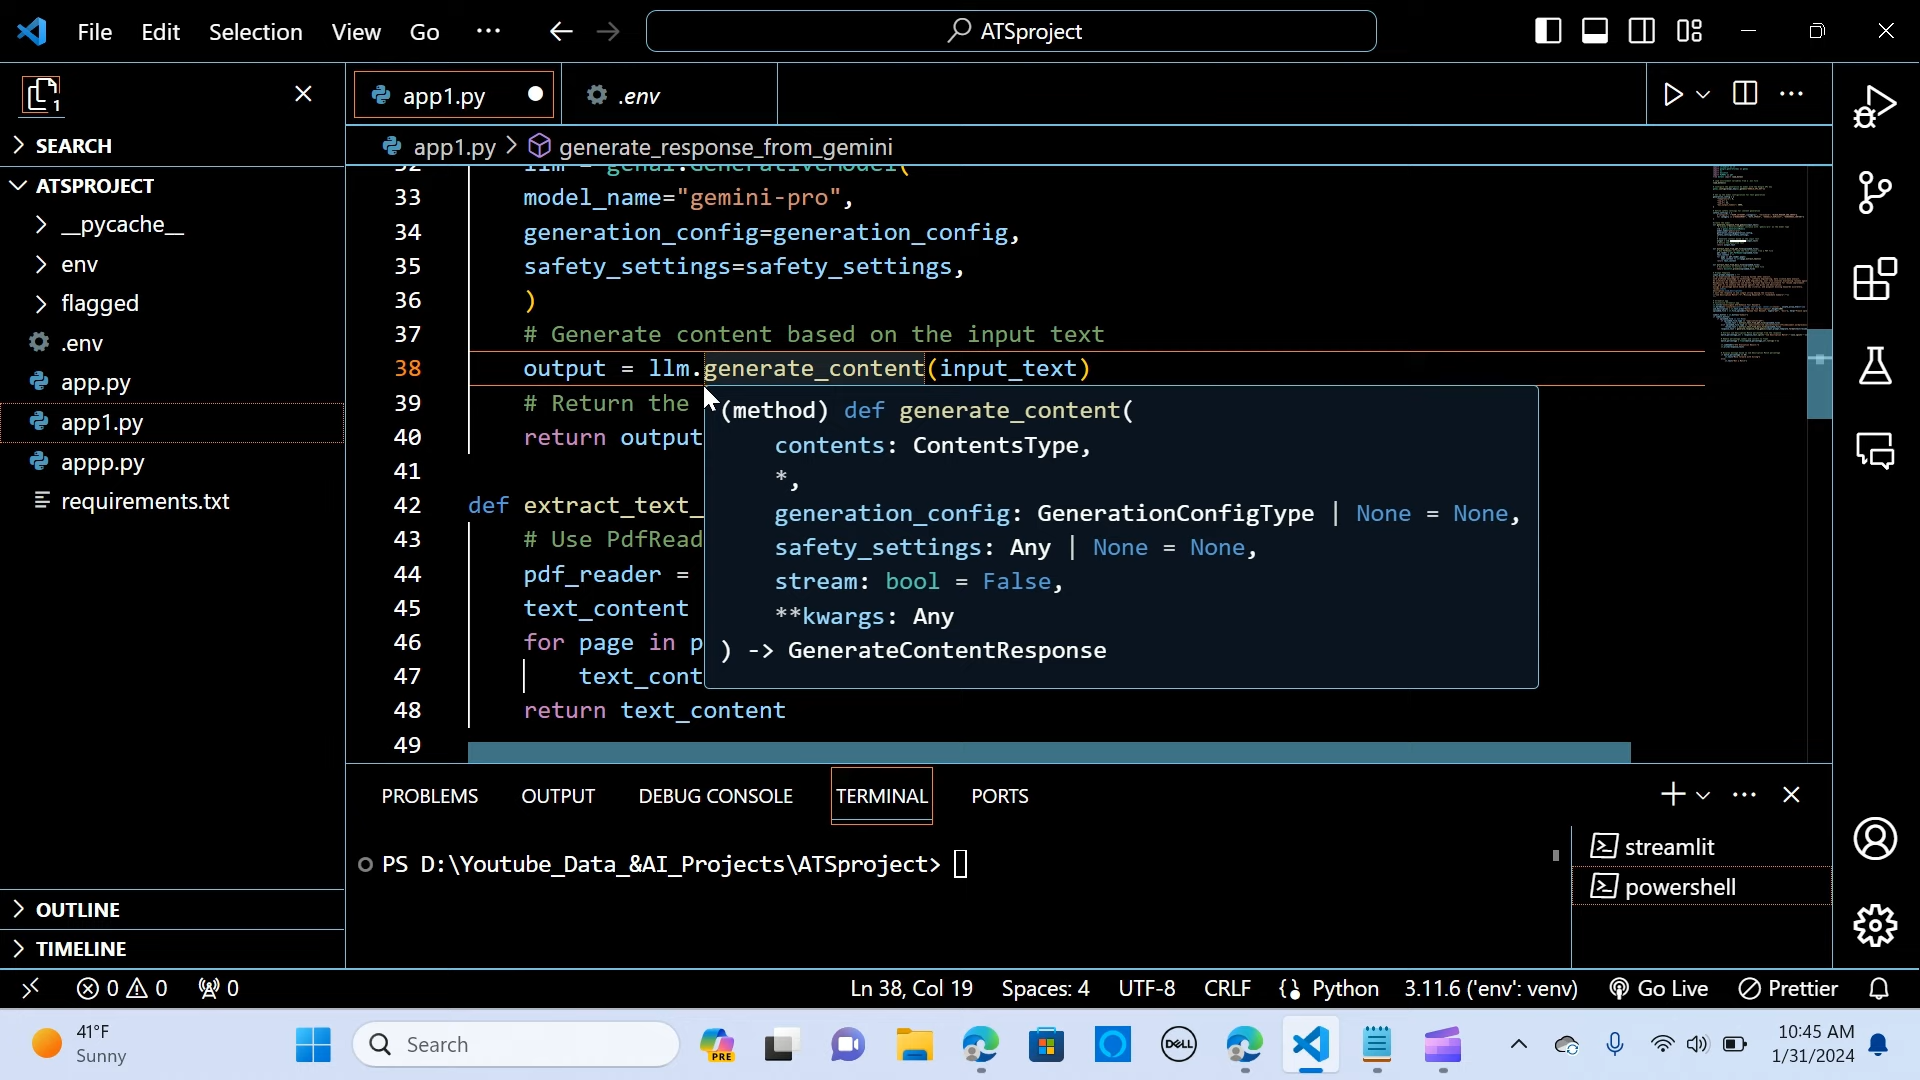 File Edit Selection View Go ···
ATSproject
1
SEARCH
ATSPROJECT
__pycache__
env
flagged
.env
app.py
app1.py
appp.py
requirements.txt
OUTLINE
TIMELINE
app1.py
.env
app1.py > generate_response_from_gemini
32 llm = genai.GenerativeModel(
33 model_name="gemini-pro",
34 generation_config=generation_config,
35 safety_settings=safety_settings,
36 )
37 # Generate content based on the input text
38 output = llm.generate_content(input_text)
39 # Return the
40 return output
41
42 def extract_text_
43 # Use PdfRead
44 pdf_reader =
45 text_content
46 for page in p
47 text_cont
48 return text_content
49
(method) def generate_content(
contents: ContentsType,
*,
generation_config: GenerationConfigType | None = None,
safety_settings: Any | None = None,
stream: bool = False,
**kwargs: Any
) -> GenerateContentResponse
PROBLEMS OUTPUT DEBUG CONSOLE TERMINAL PORTS
PS D:\Youtube_Data_&AI_Projects\ATSproject>
streamlit
powershell
0 0 0
Ln 38, Col 19 Spaces: 4 UTF-8 CRLF Python 3.11.6 ('env': venv) Go Live Prettier
41°F
Sunny
Search
PRE
DELL
10:45 AM
1/31/2024